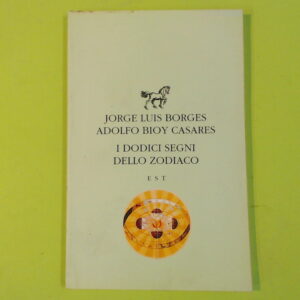 JORGE LUIS BORGES
ADOLFO BIOY CASARES
I DODICI SEGNI
DELLO ZODIACO
EST